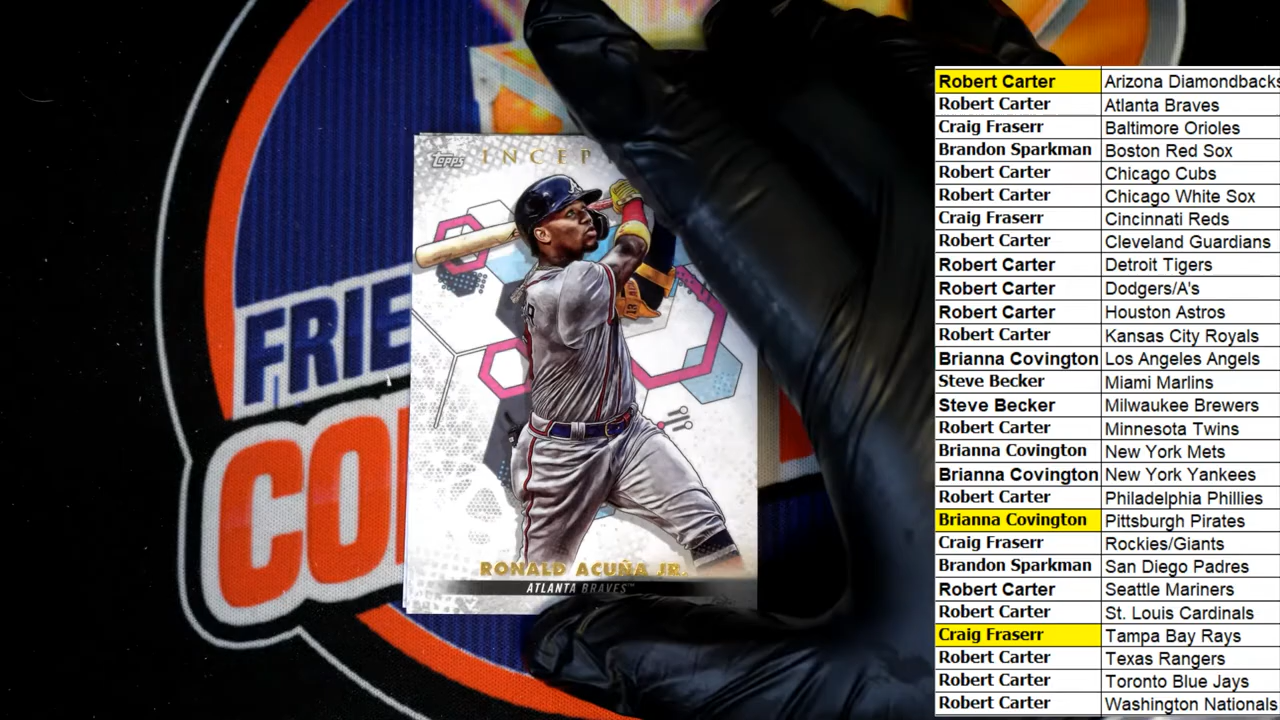 FRIE
CO
Topps INCEP
RONALD ACUÑA JR.
ATLANTA BRAVES™
Robert Carter Arizona Diamondbacks
Robert Carter Atlanta Braves
Craig Fraserr Baltimore Orioles
Brandon Sparkman Boston Red Sox
Robert Carter Chicago Cubs
Robert Carter Chicago White Sox
Craig Fraserr Cincinnati Reds
Robert Carter Cleveland Guardians
Robert Carter Detroit Tigers
Robert Carter Dodgers/A's
Robert Carter Houston Astros
Robert Carter Kansas City Royals
Brianna Covington Los Angeles Angels
Steve Becker Miami Marlins
Steve Becker Milwaukee Brewers
Robert Carter Minnesota Twins
Brianna Covington New York Mets
Brianna Covington New York Yankees
Robert Carter Philadelphia Phillies
Brianna Covington Pittsburgh Pirates
Craig Fraserr Rockies/Giants
Brandon Sparkman San Diego Padres
Robert Carter Seattle Mariners
Robert Carter St. Louis Cardinals
Craig Fraserr Tampa Bay Rays
Robert Carter Texas Rangers
Robert Carter Toronto Blue Jays
Robert Carter Washington Nationals